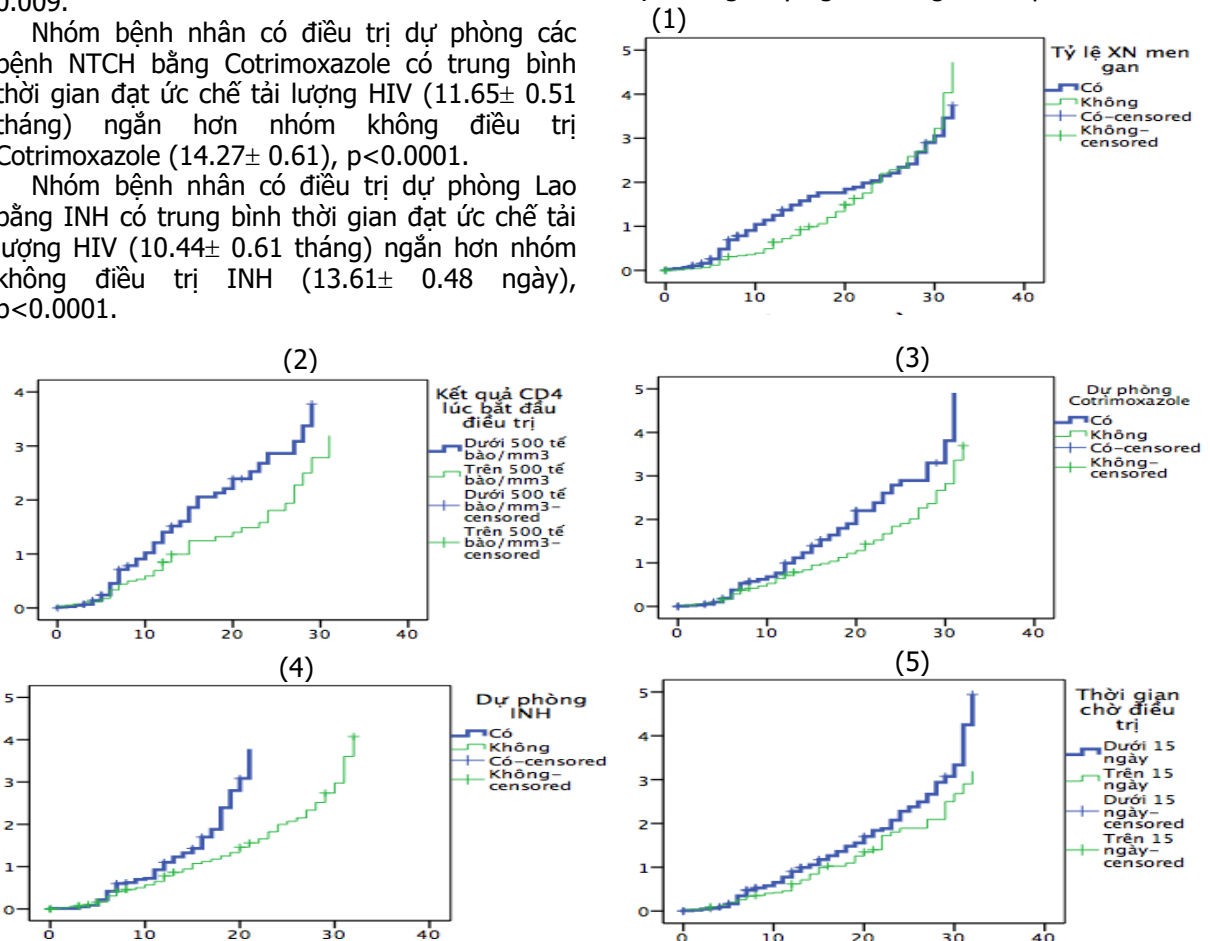 0.009.
Nhóm bệnh nhân có điều trị dự phòng các
bệnh NTCH bằng Cotrimoxazole có trung bình
thời gian đạt ức chế tải lượng HIV (11.65± 0.51
tháng) ngắn hơn nhóm không điều trị
Cotrimoxazole (14.27± 0.61), p<0.0001.
Nhóm bệnh nhân có điều trị dự phòng Lao
bằng INH có trung bình thời gian đạt ức chế tải
lượng HIV (10.44± 0.61 tháng) ngắn hơn nhóm
không điều trị INH (13.61± 0.48 ngày),
p<0.0001.
(1)
5
4
3
2
1
0
0 10 20 30 40
Tỷ lệ XN men
gan
Có
Không
Có-censored
Không-
censored
(2)
4
3
2
1
0
0 10 20 30 40
Kết quả CD4
lúc bắt đầu
điều trị
Dưới 500 tế
bào/mm3
Trên 500 tế
bào/mm3
Dưới 500 tế
bào/mm3-
censored
Trên 500 tế
bào/mm3-
censored
(3)
5
4
3
2
1
0
0 10 20 30 40
Dự phòng
Cotrimoxazole
Có
Không
Có-censored
Không-
censored
(4)
5
4
3
2
1
0
0 10 20 30 40
Dự phòng
INH
Có
Không
Có-censored
Không-
censored
(5)
5
4
3
2
1
0
0 10 20 30 40
Thời gian
chờ điều
trị
Dưới 15
ngày
Trên 15
ngày
Dưới 15
ngày-
censored
Trên 15
ngày-
censored